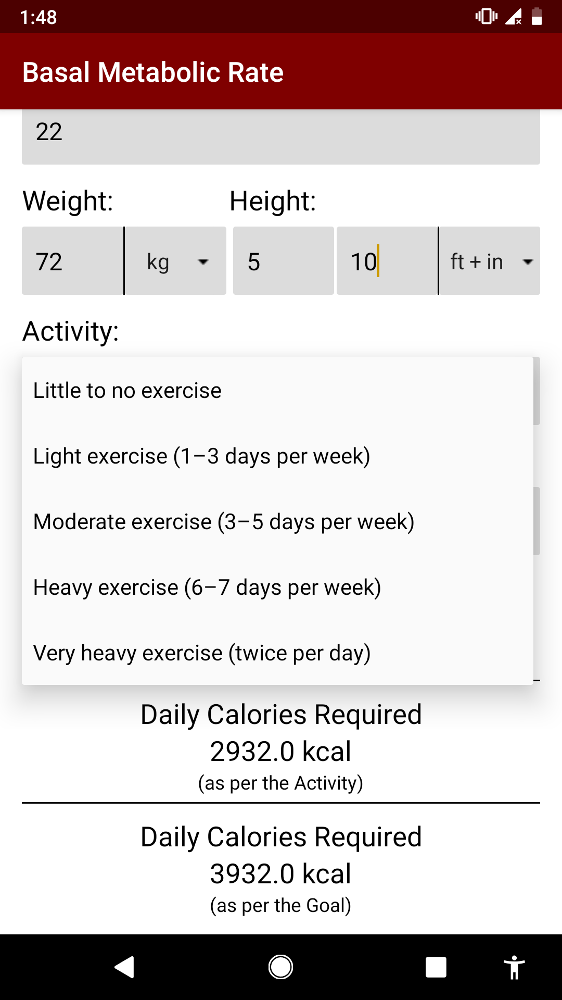 1:48
Basal Metabolic Rate
22
Weight: Height:
72 kg 5 10 ft + in
Activity:
Little to no exercise
Light exercise (1–3 days per week)
Moderate exercise (3–5 days per week)
Heavy exercise (6–7 days per week)
Very heavy exercise (twice per day)
Daily Calories Required
2932.0 kcal
(as per the Activity)
Daily Calories Required
3932.0 kcal
(as per the Goal)